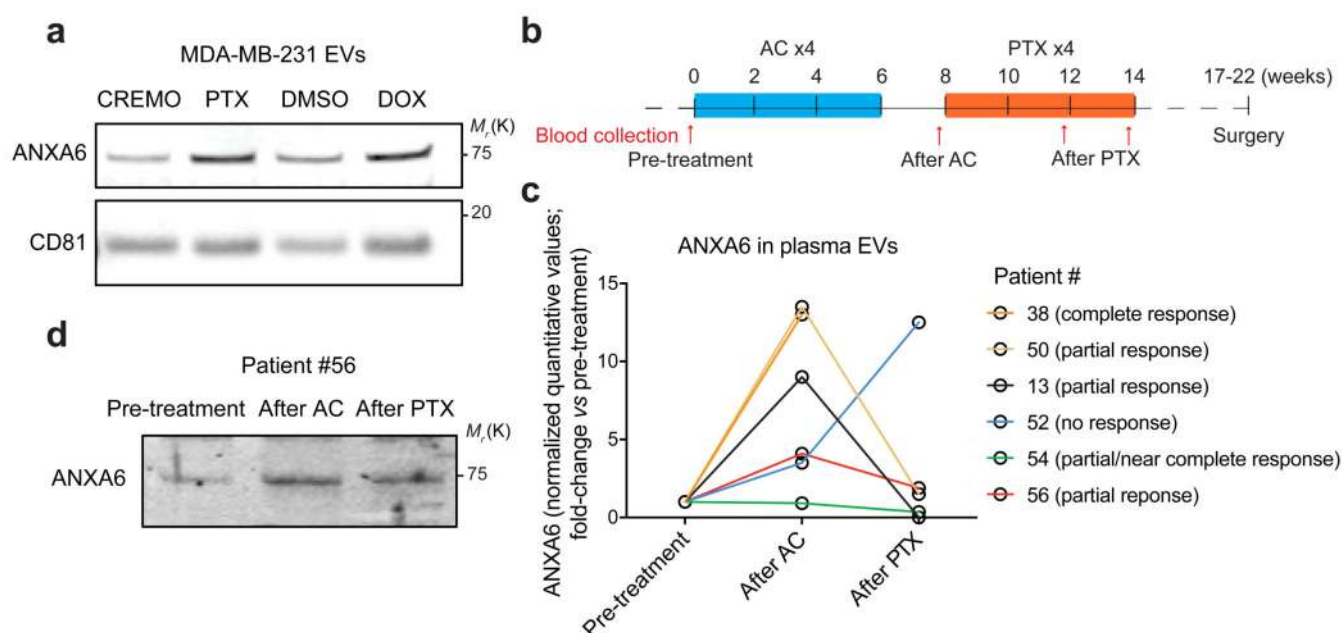 a
MDA-MB-231 EVs
CREMO PTX DMSO DOX
Mr(K)
ANXA6
75
20
CD81
b
AC x4
PTX x4
0 2 4 6 8 10 12 14 17-22 (weeks)
Blood collection
Pre-treatment
After AC
After PTX
Surgery
c
ANXA6 in plasma EVs
ANXA6 (normalized quantitative values;
fold-change vs pre-treatment)
15
10
5
0
Pre-treatment
After AC
After PTX
Patient #
38 (complete response)
50 (partial response)
13 (partial response)
52 (no response)
54 (partial/near complete response)
56 (partial reponse)
d
Patient #56
Pre-treatment After AC After PTX
Mr(K)
ANXA6
75